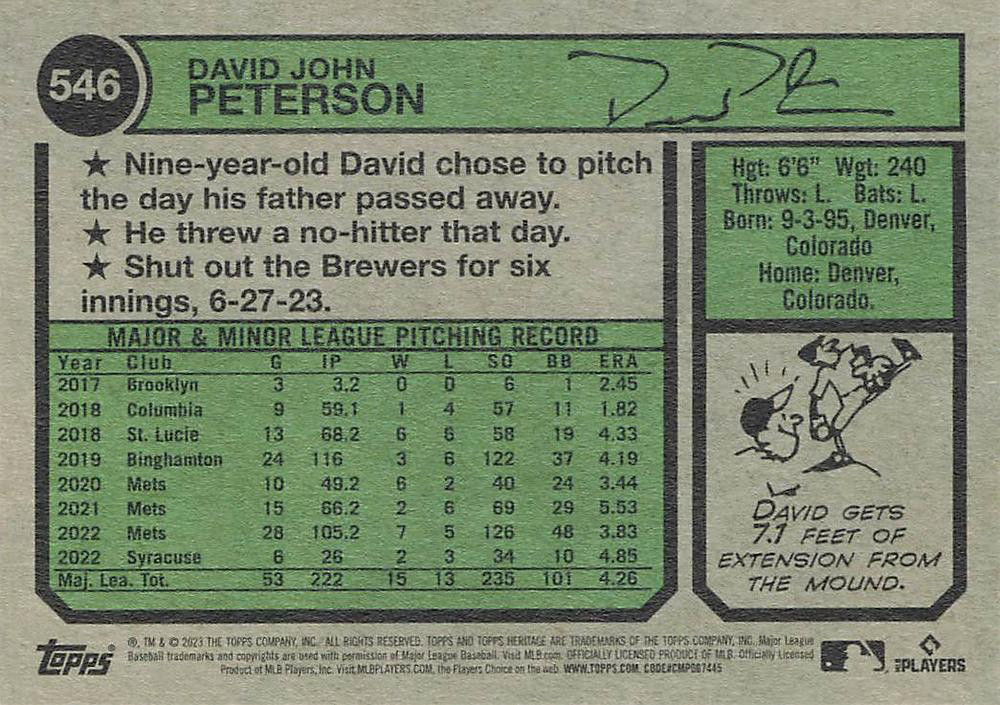 546
DAVID JOHN
PETERSON
★ Nine-year-old David chose to pitch
the day his father passed away.
★ He threw a no-hitter that day.
★ Shut out the Brewers for six
innings, 6-27-23.
Hgt: 6'6" Wgt: 240
Throws: L. Bats: L.
Born: 9-3-95, Denver,
Colorado
Home: Denver,
Colorado.
MAJOR & MINOR LEAGUE PITCHING RECORD
Year Club G IP W L SO BB ERA
2017 Brooklyn 3 3.2 0 0 6 1 2.45
2018 Columbia 9 59.1 1 4 57 11 1.82
2018 St. Lucie 13 68.2 6 6 58 19 4.33
2019 Binghamton 24 116 3 6 122 37 4.19
2020 Mets 10 49.2 6 2 40 24 3.44
2021 Mets 15 66.2 2 6 69 29 5.53
2022 Mets 28 105.2 7 5 126 48 3.83
2022 Syracuse 6 26 2 3 34 10 4.85
Maj. Lea. Tot. 53 222 15 13 235 101 4.26
DAVID GETS
7.1 FEET OF
EXTENSION FROM
THE MOUND.
Topps
®, TM & © 2023 THE TOPPS COMPANY, INC. ALL RIGHTS RESERVED. TOPPS AND TOPPS HERITAGE ARE TRADEMARKS OF THE TOPPS COMPANY, INC. Major League
Baseball trademarks and copyrights are used with permission of Major League Baseball. Visit MLB.com. OFFICIALLY LICENSED PRODUCT OF MLB. Officially Licensed
Product of MLB Players, Inc. Visit MLBPLAYERS.COM, the Players Choice on the web. WWW.TOPPS.COM. CODE#CMP067445
MLB PLAYERS